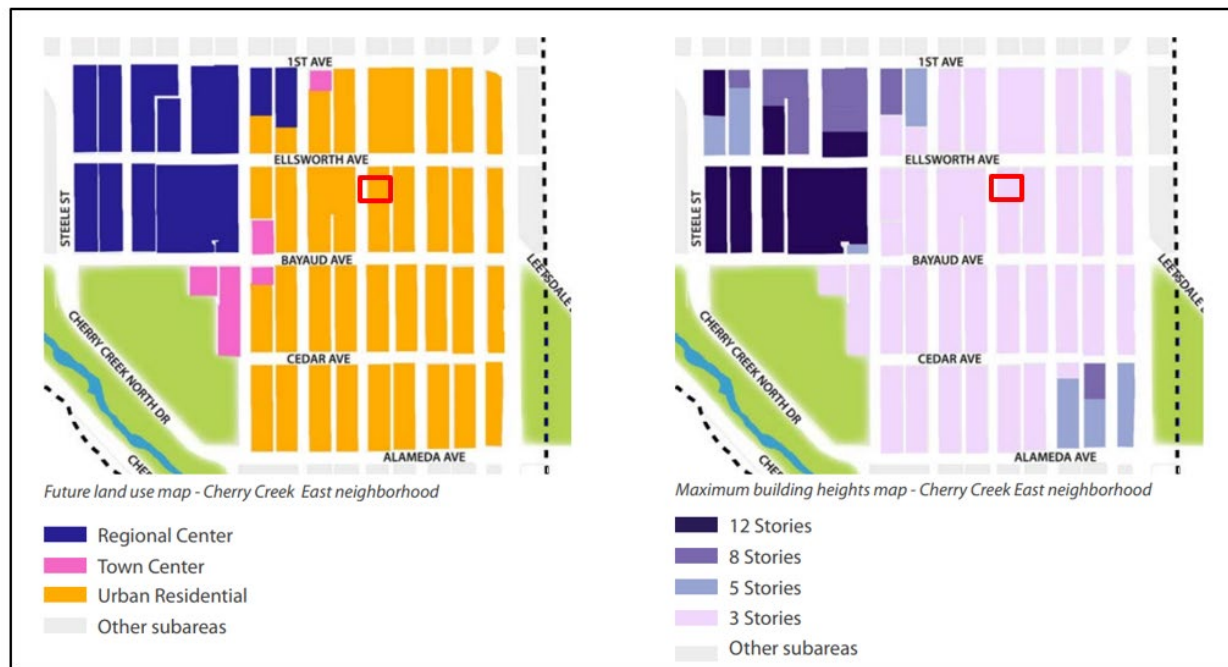 1ST AVE
ELLSWORTH AVE
STEELE ST
BAYAUD AVE
LEETSDALE
CHERRY CREEK NORTH DR
CEDAR AVE
ALAMEDA AVE
CHE
Future land use map - Cherry Creek East neighborhood
Regional Center
Town Center
Urban Residential
Other subareas
1ST AVE
ELLSWORTH AVE
STEELE ST
BAYAUD AVE
LEETSDALE
CHERRY CREEK NORTH DR
CEDAR AVE
ALAMEDA AVE
CHE
Maximum building heights map - Cherry Creek East neighborhood
12 Stories
8 Stories
5 Stories
3 Stories
Other subareas